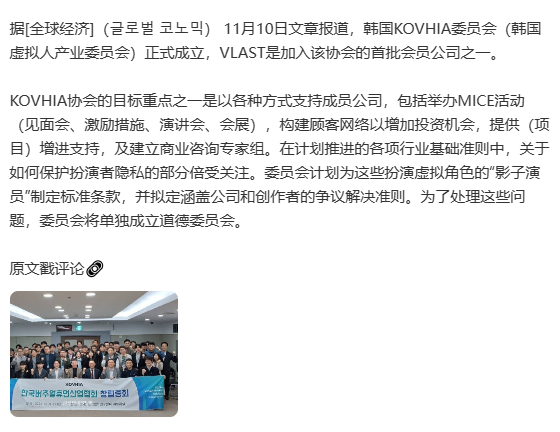 据[全球经济]（글로벌 코노믹） 11月10日文章报道，韩国KOVHIA委员会（韩国
虚拟人产业委员会）正式成立，VLAST是加入该协会的首批会员公司之一。
KOVHIA协会的目标重点之一是以各种方式支持成员公司，包括举办MICE活动
（见面会、激励措施、演讲会、会展），构建顾客网络以增加投资机会，提供（项
目）增进支持，及建立商业咨询专家组。在计划推进的各项行业基础准则中，关于
如何保护扮演者隐私的部分倍受关注。委员会计划为这些扮演虚拟角色的“影子演
员”制定标准条款，并拟定涵盖公司和创作者的争议解决准则。为了处理这些问
题，委员会将单独成立道德委员会。
原文戳评论
KOVHIA
한국버추얼휴먼산업협회 창립총회